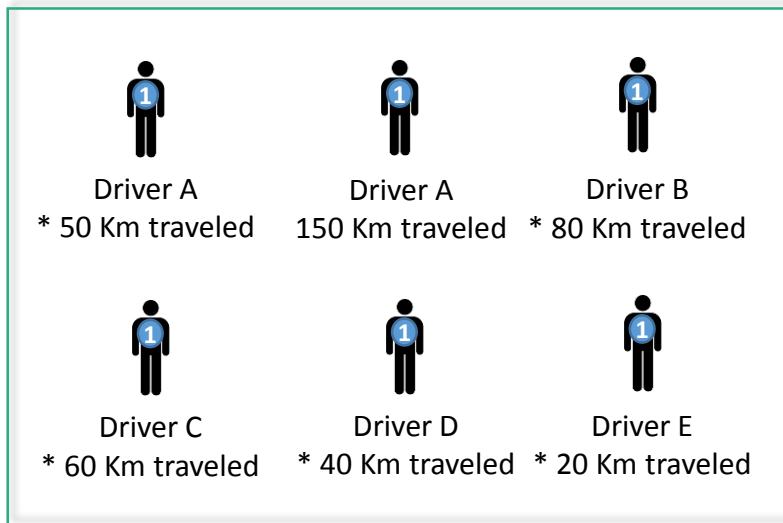 1 1 1
Driver A Driver A Driver B
* 50 Km traveled 150 Km traveled * 80 Km traveled
1 1 1
Driver C Driver D Driver E
* 60 Km traveled * 40 Km traveled * 20 Km traveled